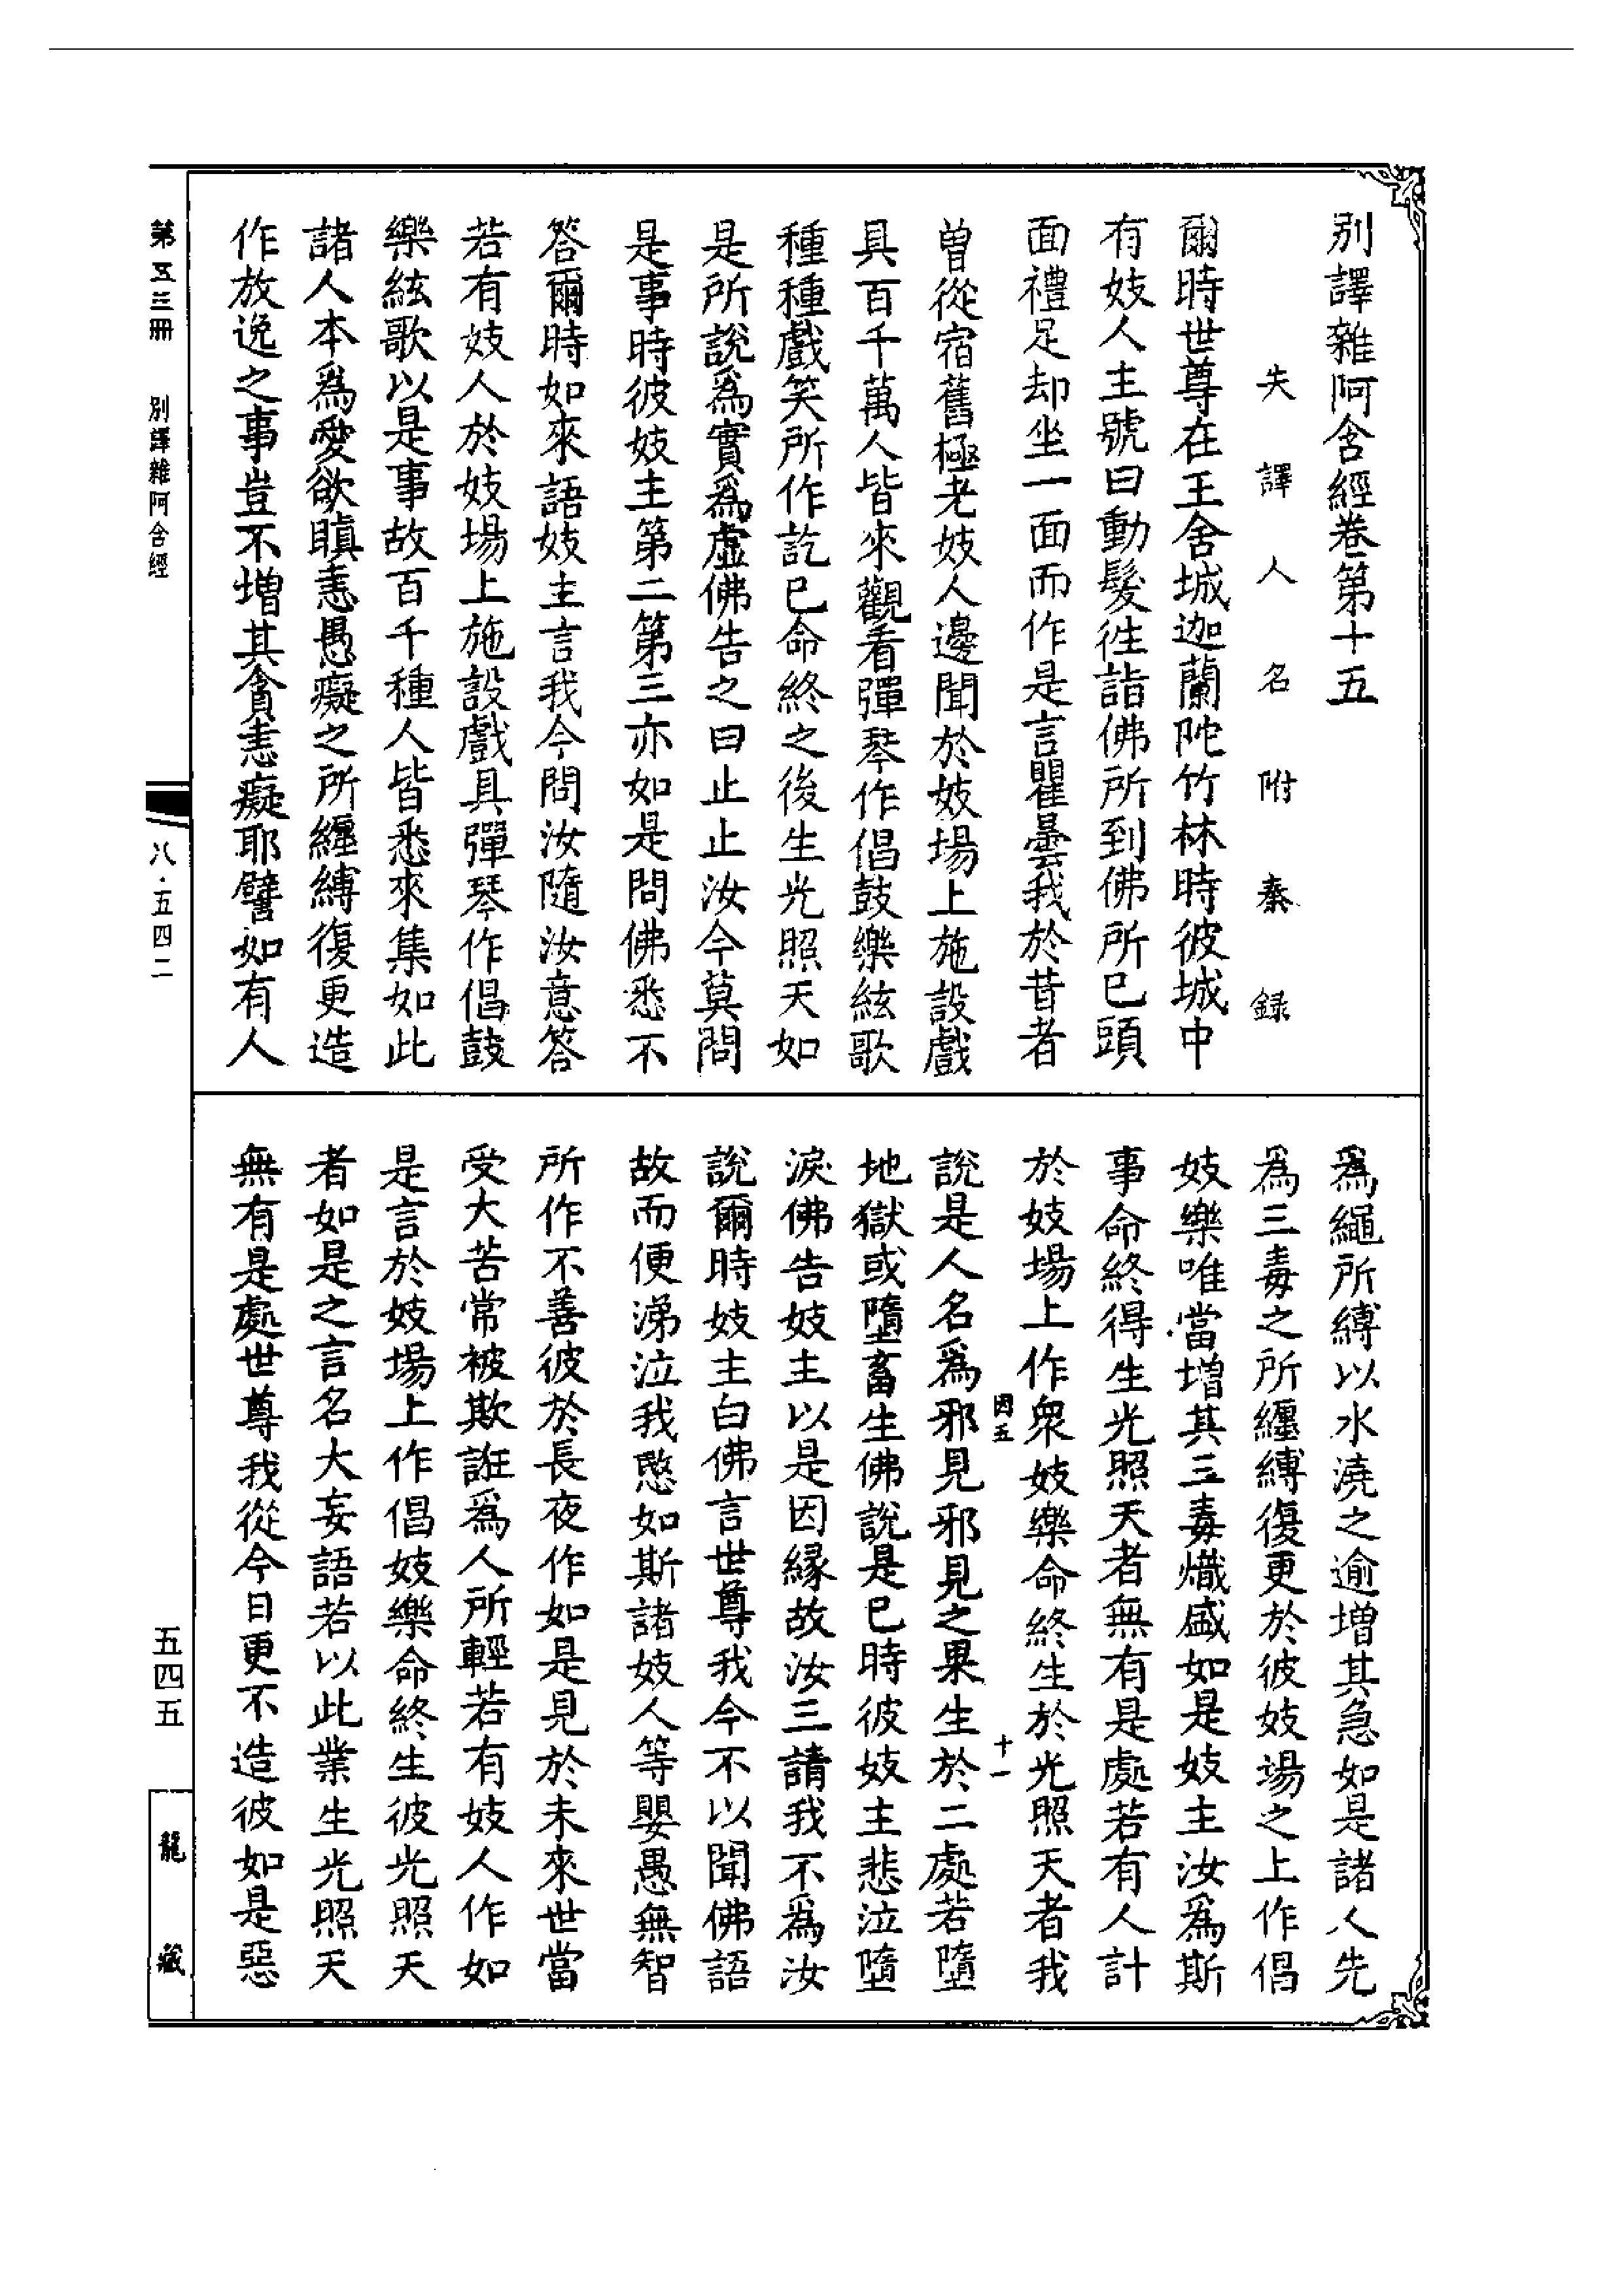 別譯雜阿含經卷第十五
失譯人名附秦錄
爾時世尊在王舍城迦蘭陀竹林時彼城中
有妓人主號曰動髮往詣佛所到佛所已頭
面禮足却坐一面而作是言瞿曇我於昔者
曾從宿舊極老妓人邊聞於妓場上施設戲
具百千萬人皆來觀看彈琴作倡鼓樂絃歌
種種戲笑所作訖已命終之後生光照天如
是所說為實為虛佛告之曰止止汝今莫問
是事時彼妓主第二第三亦如是問佛悉不
答爾時如來語妓主言我今問汝隨汝意答
若有妓人於妓場上施設戲具彈琴作倡鼓
樂絃歌以是事故百千種人皆悉來集如此
諸人本為愛欲瞋恚愚癡之所纏縛復更造
作放逸之事豈不增其貪恚癡耶譬如有人
為繩所縛以水澆之逾增其急如是諸人先
為三毒之所纏縛復更於彼妓場之上作倡
妓樂唯當增其三毒熾盛如是妓主汝為斯
事命終得生光照天者無有是處若有人計
於妓場上作衆妓樂命終生於光照天者我
因五
十一
說是人名為邪見邪見之果生於二處若墮
地獄或墮畜生佛說是已時彼妓主悲泣墮
淚佛告妓主以是因緣故汝三請我不為汝
說爾時妓主白佛言世尊我今不以聞佛語
故而便涕泣我愍如斯諸妓人等嬰愚無智
所作不善彼於長夜作如是見於未來世當
受大苦常被欺誑為人所輕若有妓人作如
是言於妓場上作倡妓樂命終生彼光照天
者如是之言名大妄語若以此業生光照天
無有是處世尊我從今日更不造彼如是惡
第五三冊
別譯雜阿含經
八·五四二
五四五
龍藏